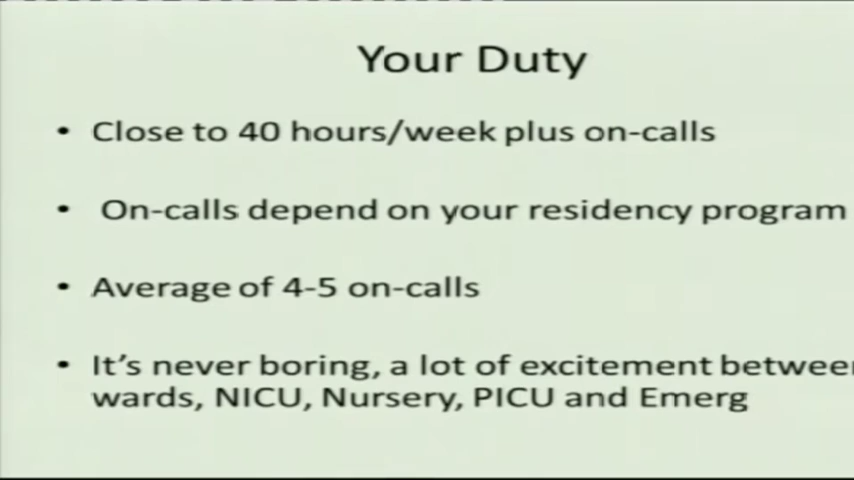 Your Duty
• Close to 40 hours/week plus on-calls
• On-calls depend on your residency program
• Average of 4-5 on-calls
• It's never boring, a lot of excitement between
wards, NICU, Nursery, PICU and Emerg